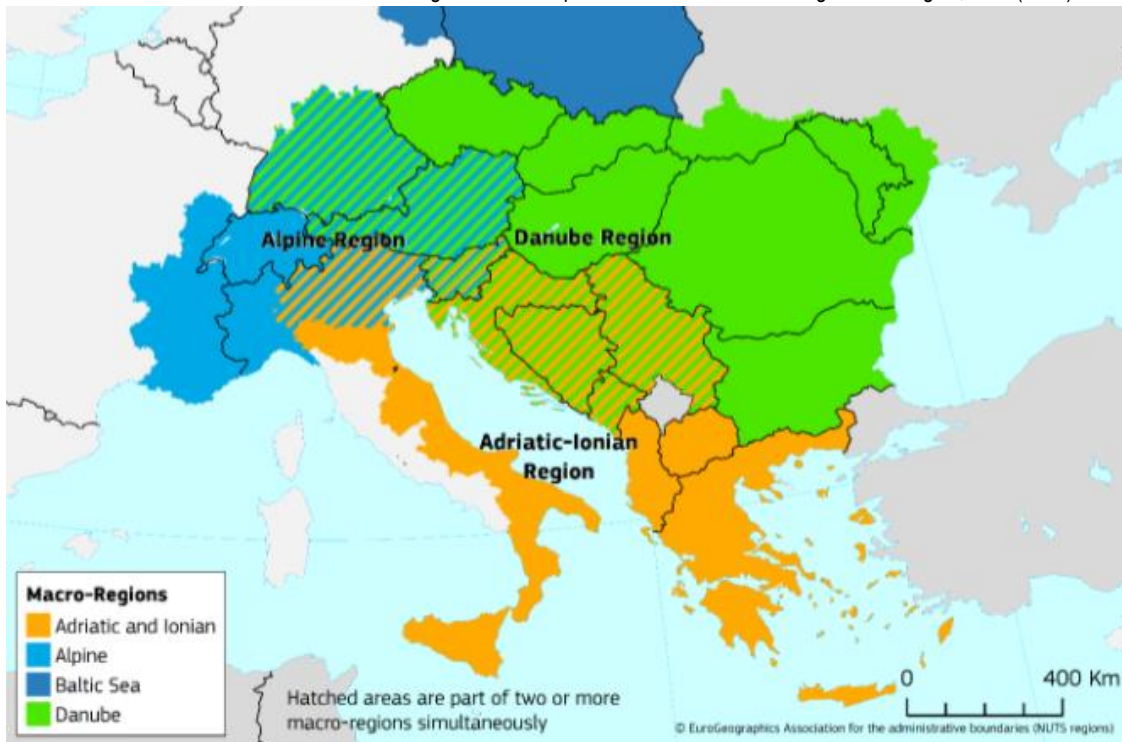 Alpine Region
Danube Region
Adriatic-Ionian
Region
Macro-Regions
Adriatic and Ionian
Alpine
Baltic Sea
Danube
Hatched areas are part of two or more
macro-regions simultaneously
0 400 Km
© EuroGeographics Association for the administrative boundaries (NUTS regions)